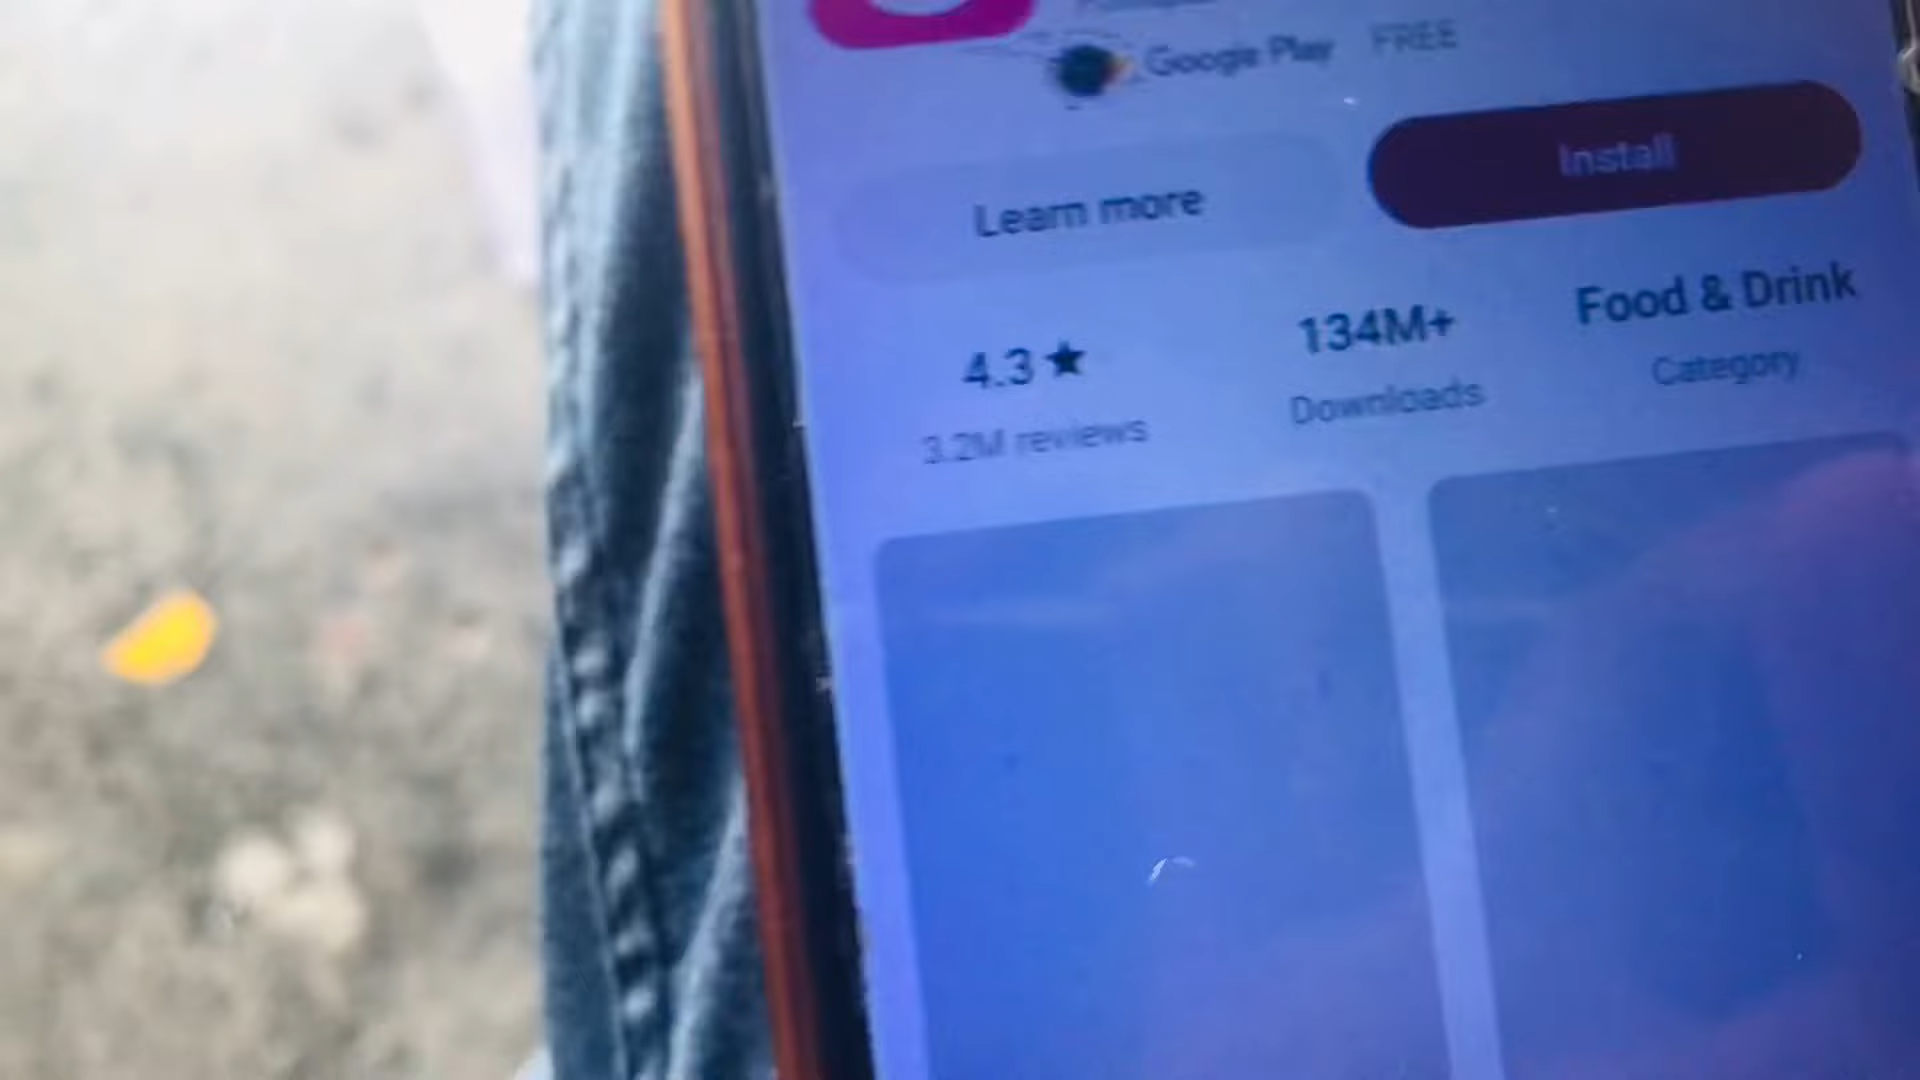 Google Play FREE
Learn more
Install
4.3 ★
3.2M reviews
134M+
Downloads
Food & Drink
Category